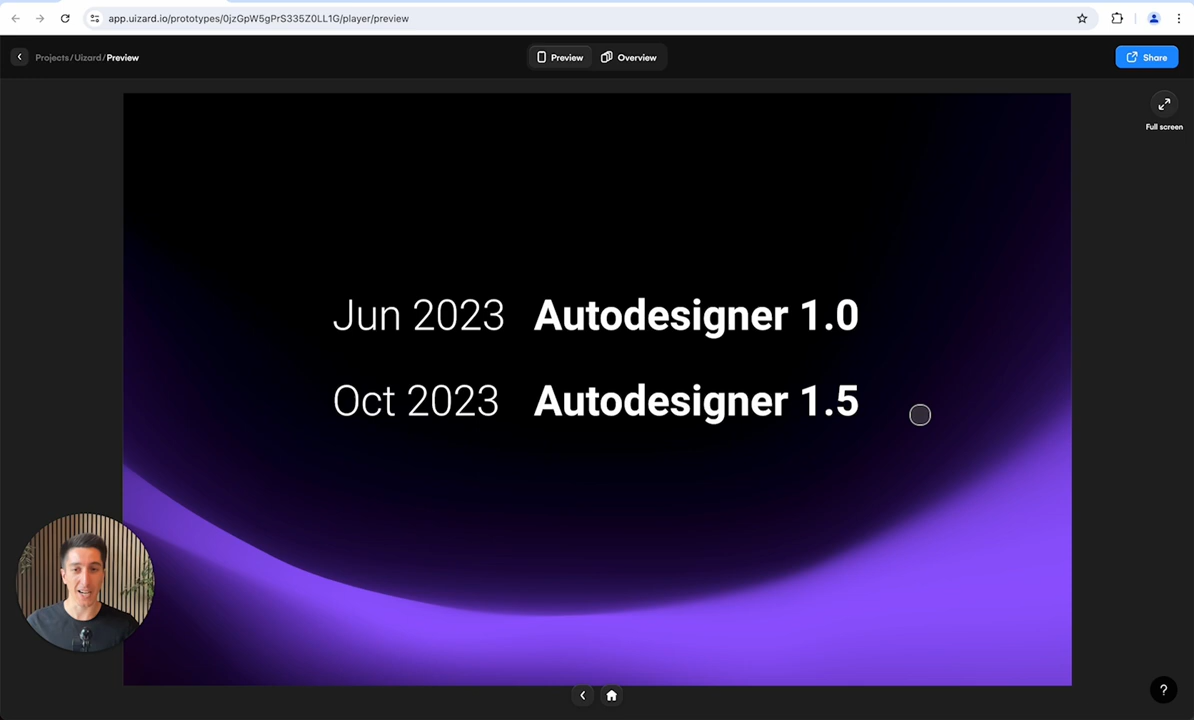 app.uizard.io/prototypes/0jzGpW5gPrS335Z0LL1G/player/preview
Projects/Uizard/Preview
Preview
Overview
Share
Full screen
Jun 2023 Autodesigner 1.0
Oct 2023 Autodesigner 1.5
?